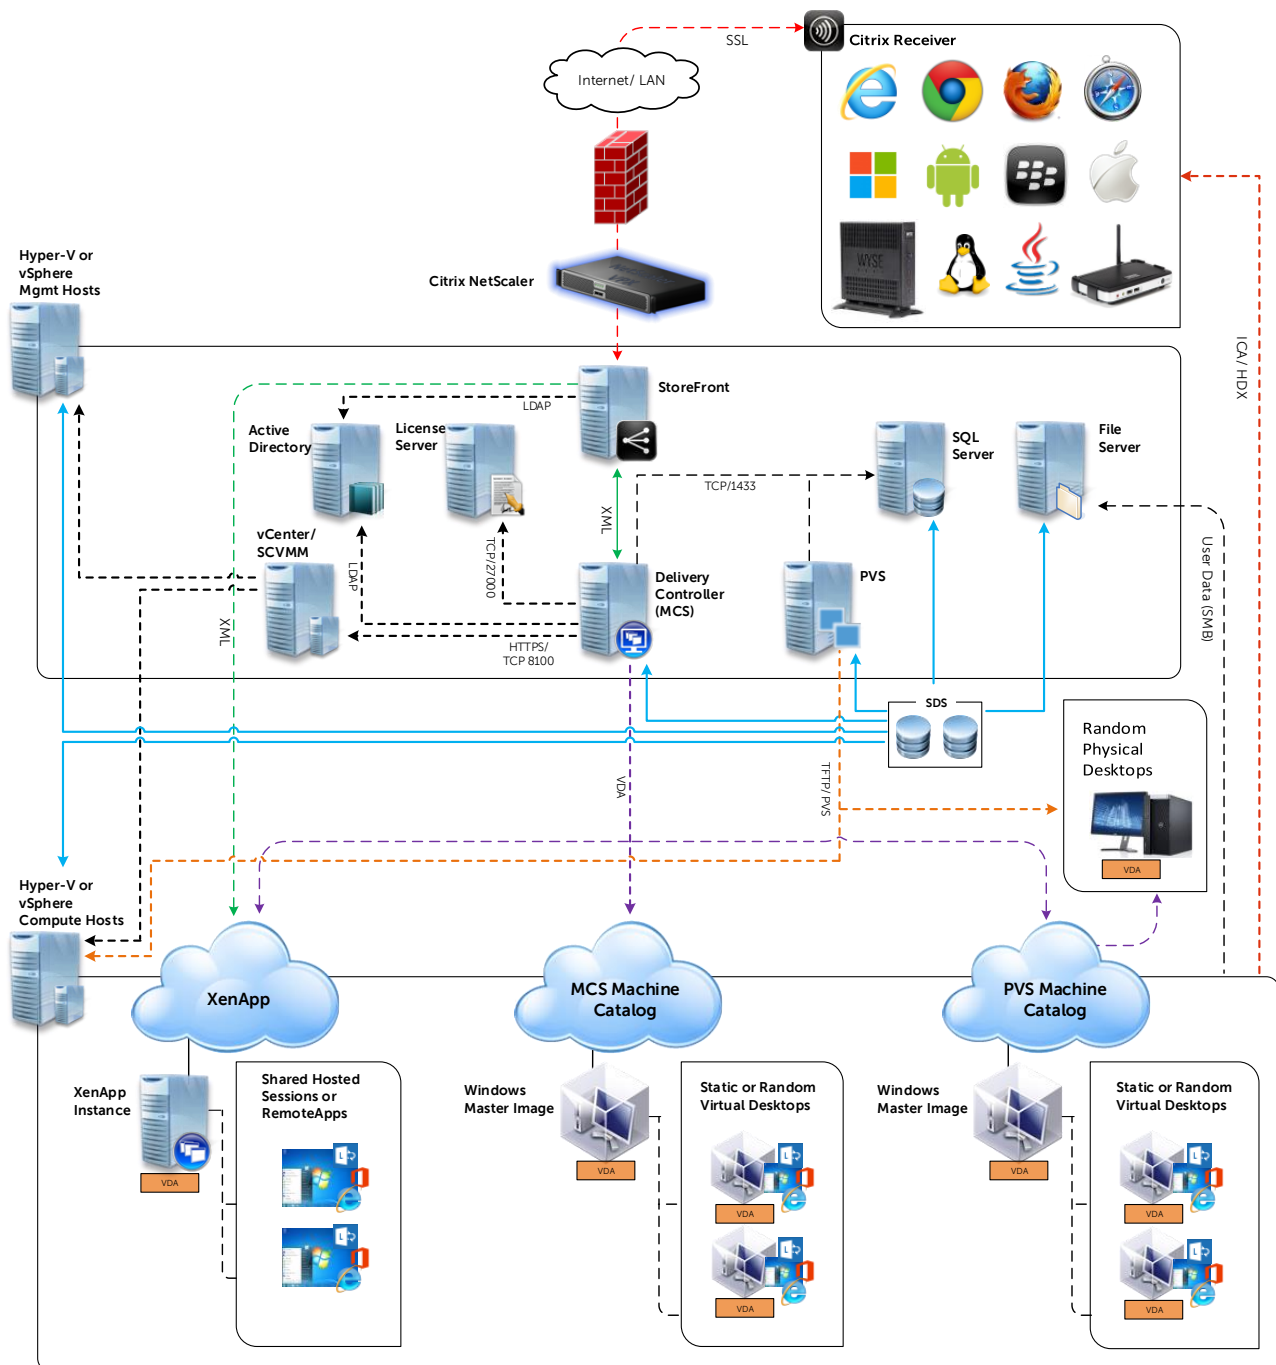 SSL
Citrix Receiver
Internet/ LAN
WYSE
Hyper-V or
vSphere
Mgmt Hosts
Citrix NetScaler
ICA / HDX
StoreFront
LDAP
Active
Directory
License
Server
SQL
Server
File
Server
TCP/1433
XML
vCenter/
SCVMM
LDAP
TCP/27000
Delivery
Controller
(MCS)
PVS
User Data (SMB)
XML
HTTPS/
TCP 8100
SDS
Random
Physical
Desktops
VDA
TFTP/ PVS
VDA
Hyper-V or
vSphere
Compute Hosts
XenApp
MCS Machine
Catalog
PVS Machine
Catalog
XenApp
Instance
VDA
Shared Hosted
Sessions or
RemoteApps
L
L
Windows
Master Image
VDA
Static or Random
Virtual Desktops
L
VDA
L
VDA
Windows
Master Image
VDA
Static or Random
Virtual Desktops
L
VDA
L
VDA